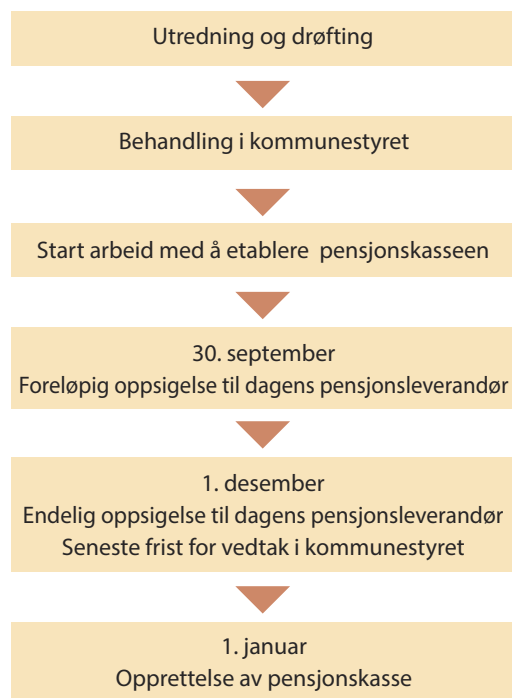 Utredning og drøfting
Behandling i kommunestyret
Start arbeid med å etablere pensjonskasseen
30. september
Foreløpig oppsigelse til dagens pensjonsleverandør
1. desember
Endelig oppsigelse til dagens pensjonsleverandør
Seneste frist for vedtak i kommunestyret
1. januar
Opprettelse av pensjonskasse